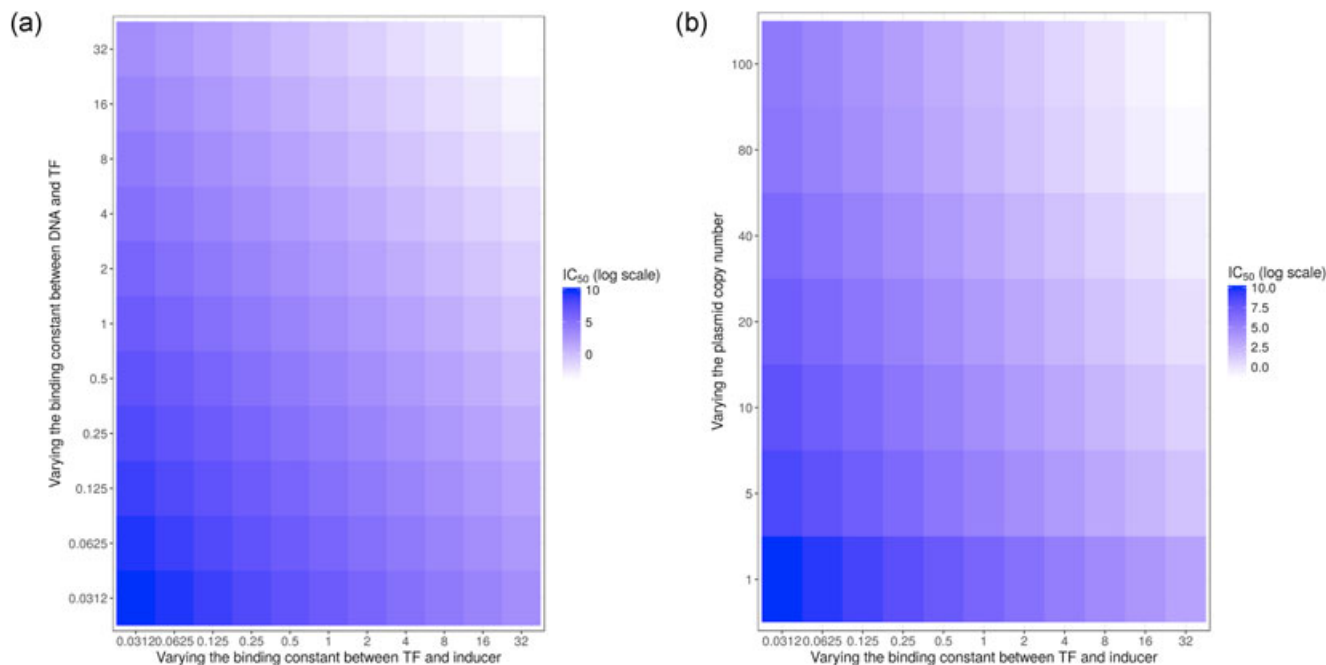 (a)
Varying the binding constant between DNA and TF
32
16
8
4
2
1
0.5
0.25
0.125
0.0625
0.0312
0.0312 0.0625 0.125 0.25 0.5 1 2 4 8 16 32
Varying the binding constant between TF and inducer
IC50 (log scale)
10
5
0
(b)
Varying the plasmid copy number
100
80
40
20
10
5
1
0.0312 0.0625 0.125 0.25 0.5 1 2 4 8 16 32
Varying the binding constant between TF and inducer
IC50 (log scale)
10.0
7.5
5.0
2.5
0.0